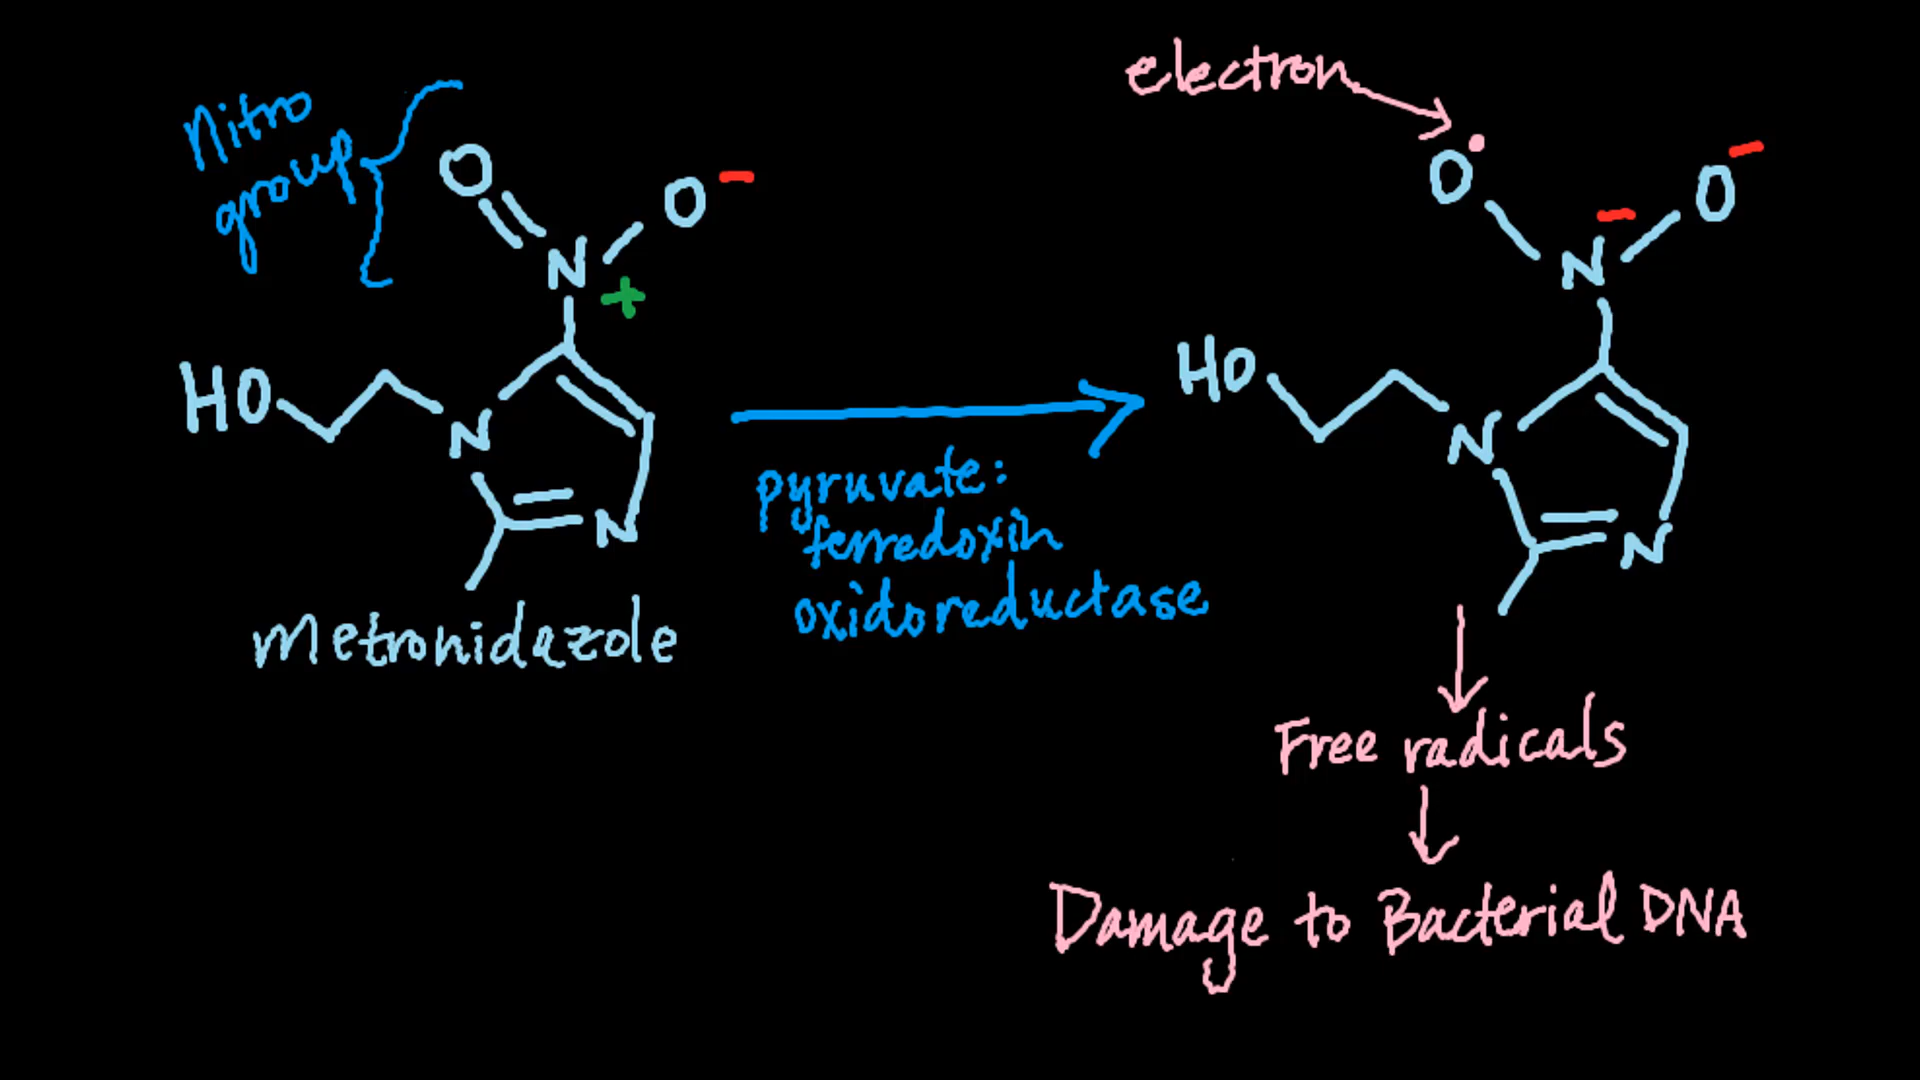 Nitro
group
O
O -
N
+
HO
N
N
Metronidazole
pyruvate:
ferredoxin
oxidoreductase
electron
O •
O -
- 
N
HO
N
N
Free radicals
Damage to Bacterial DNA